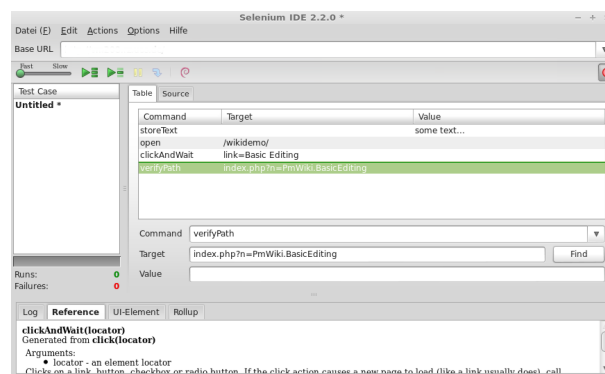 Selenium IDE 2.2.0 *
Datei (F) Edit Actions Options Hilfe
Base URL
Fast Slow
Test Case
Untitled *
Table Source
Command Target Value
storeText some text...
open /wikidemo/
clickAndWait link=Basic Editing
verifyPath index.php?n=PmWiki.BasicEditing
Command verifyPath
Target index.php?n=PmWiki.BasicEditing Find
Value
Runs: 0
Failures: 0
Log Reference UI-Element Rollup
clickAndWait(locator)
Generated from click(locator)
Arguments:
• locator - an element locator
Clicks on a link, button, checkbox or radio button. If the click action causes a new page to load (like a link usually does), call